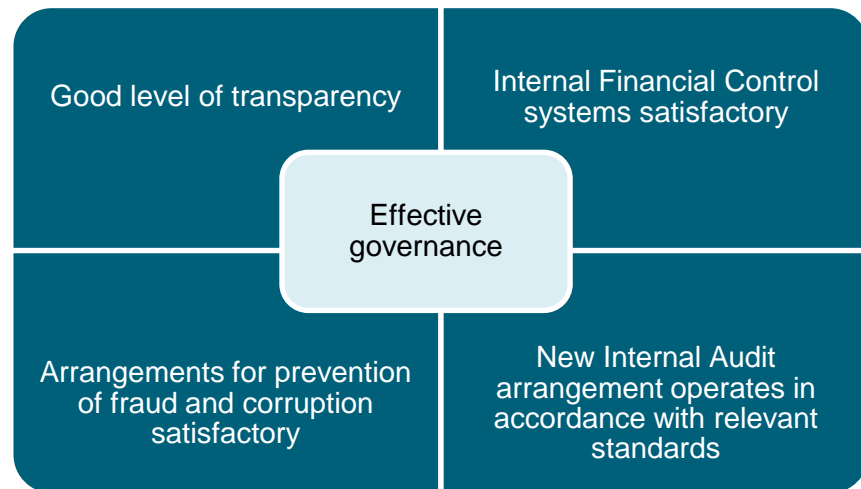 Good level of transparency
Internal Financial Control
systems satisfactory
Effective
governance
Arrangements for prevention
of fraud and corruption
satisfactory
New Internal Audit
arrangement operates in
accordance with relevant
standards